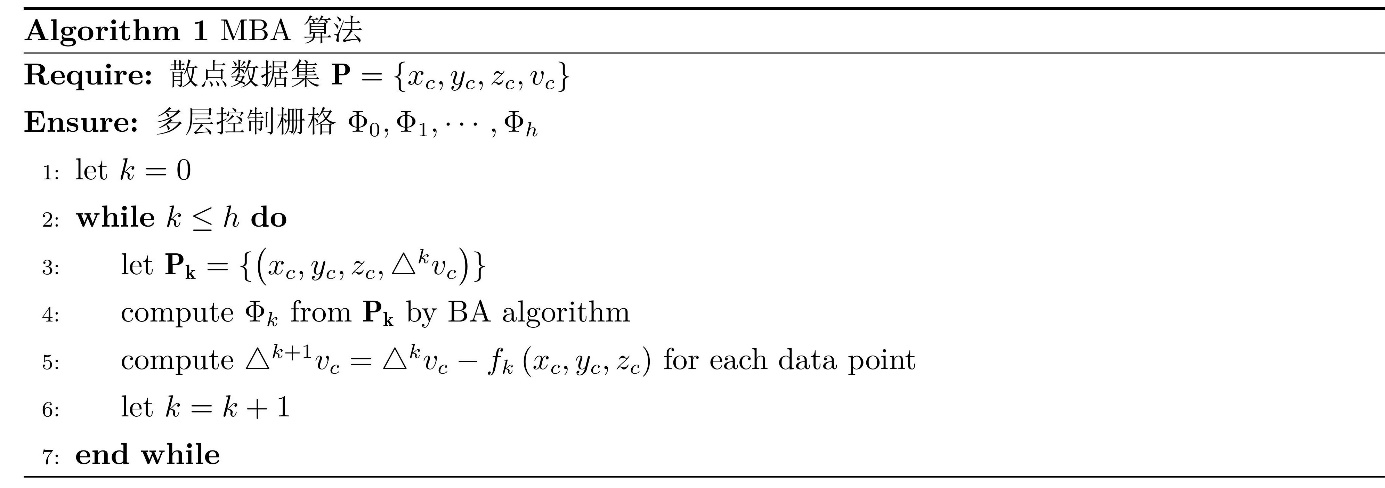 Algorithm 1 MBA 算法
Require: 散点数据集 P = {x_c, y_c, z_c, v_c}
Ensure: 多层控制栅格 Φ_0, Φ_1, ⋯ , Φ_h
1: let k = 0
2: while k ≤ h do
3: let P_k = {(x_c, y_c, z_c, △^k v_c)}
4: compute Φ_k from P_k by BA algorithm
5: compute △^{k+1} v_c = △^k v_c − f_k (x_c, y_c, z_c) for each data point
6: let k = k + 1
7: end while